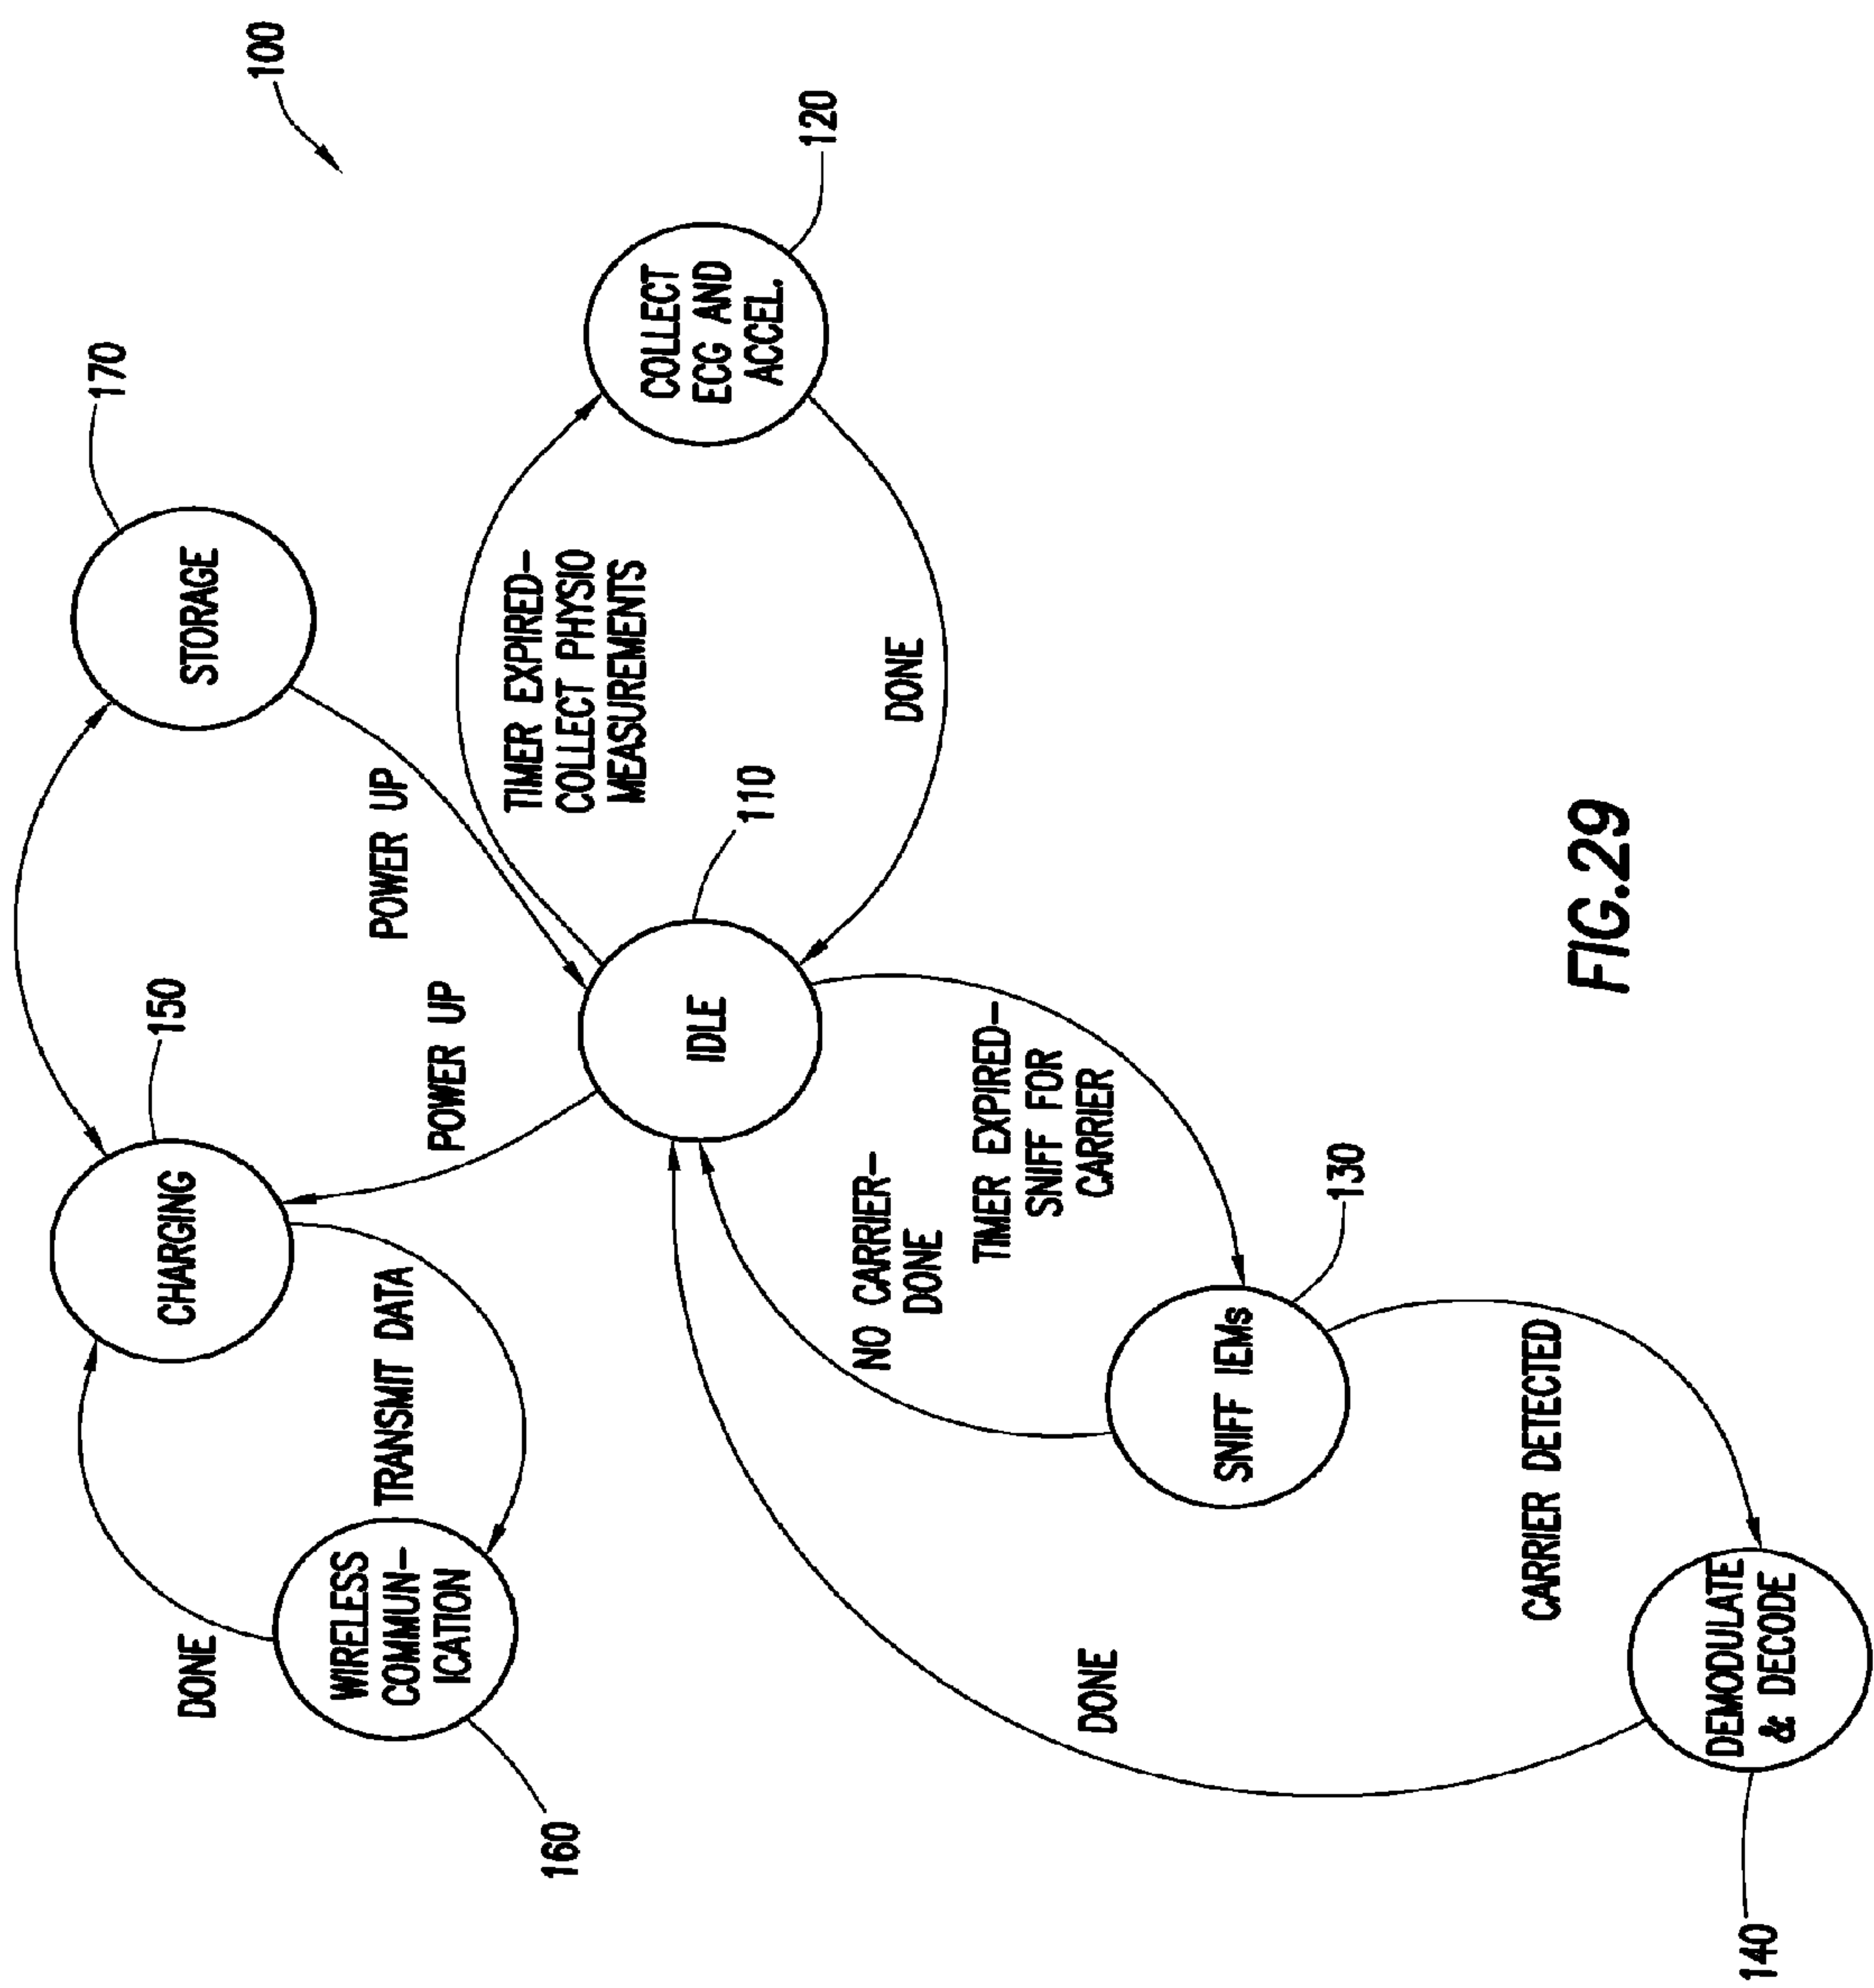 100
170
STORAGE
150
CHARGING
DONE
WIRELESS
COMMUN-
ICATION
160
TRANSMIT DATA
POWER UP
POWER UP
TIMER EXPIRED-
COLLECT PHYSIO
MEASUREMENTS
COLLECT
ECG AND
ACCEL.
120
110
IDLE
DONE
NO CARRIER-
DONE
TIMER EXPIRED-
SNIFF FOR
CARRIER
DONE
SNIFF IEMs
130
CARRIER DETECTED
DEMODULATE
& DECODE
140
FIG.29